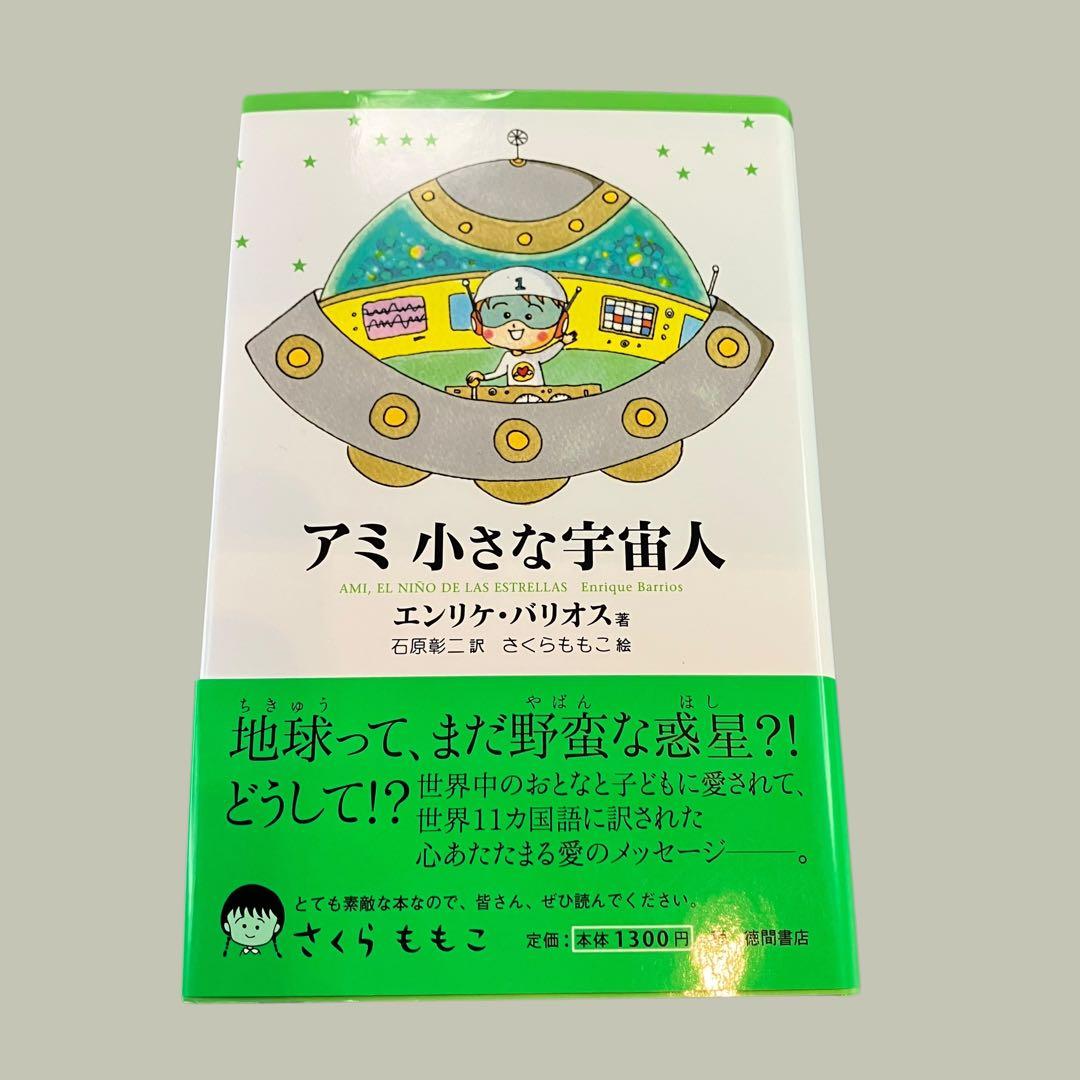 1
アミ 小さな宇宙人
AMI, EL NIÑO DE LAS ESTRELLAS Enrique Barrios
エンリケ・バリオス 著
石原彰二 訳 さくらももこ 絵
ちきゅう やばん ほし
地球って、まだ野蛮な惑星?!
どうして!?
世界中のおとなと子どもに愛されて、
世界11カ国語に訳された
心あたたまる愛のメッセージ――。
とても素敵な本なので、皆さん、ぜひ読んでください。
さくら ももこ
定価:本体1300円
徳間書店